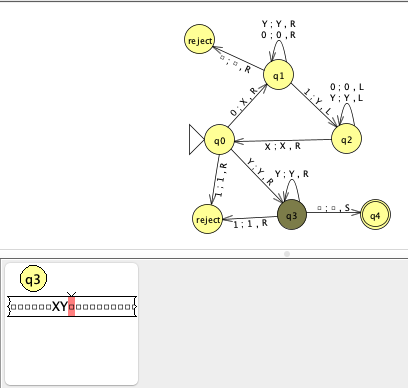 Y;Y,R
0;0,R
reject
□;□,R
q1
0;0,L
Y;Y,L
0;X,R
1;Y,L
q0
X;X,R
q2
1;1,R
Y;Y,R
Y;Y,R
reject
1;1,R
q3
□;□,S
q4
q3
□□□□□□XY□□□□□□□□□□